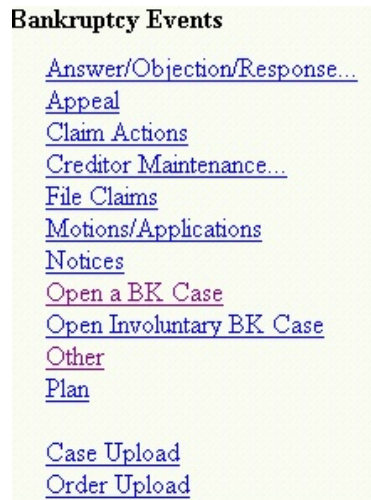 Bankruptcy Events
Answer/Objection/Response...
Appeal
Claim Actions
Creditor Maintenance...
File Claims
Motions/Applications
Notices
Open a BK Case
Open Involuntary BK Case
Other
Plan
Case Upload
Order Upload